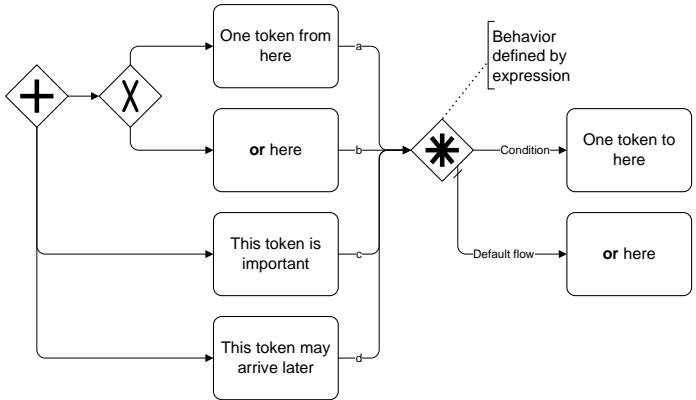 One token from
here
a
Behavior
defined by
expression
or here
b
Condition
One token to
here
This token is
important
c
Default flow
or here
This token may
arrive later
d